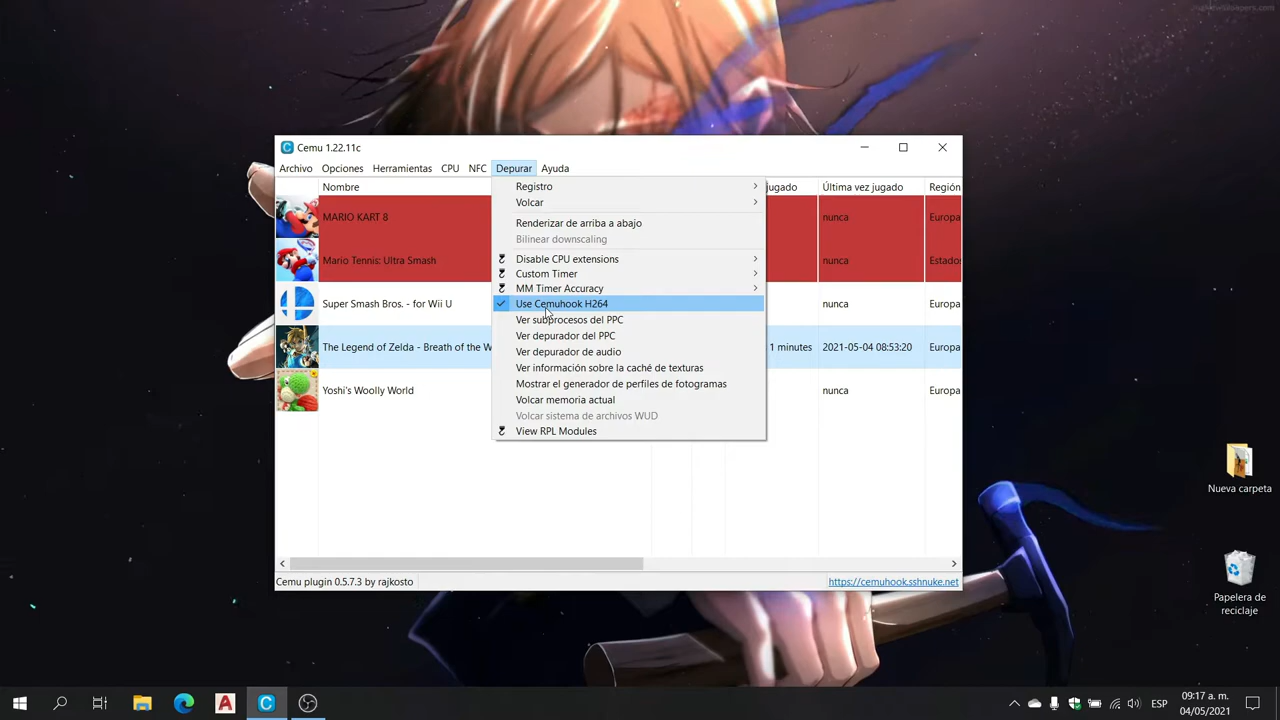 Cemu 1.22.11c
Archivo Opciones Herramientas CPU NFC Depurar Ayuda
Nombre
jugado Última vez jugado Región
MARIO KART 8
nunca Europa
Mario Tennis: Ultra Smash
nunca Estado
Super Smash Bros. - for Wii U
nunca Europa
The Legend of Zelda - Breath of the W
1 minutes 2021-05-04 08:53:20 Europa
Yoshi's Woolly World
nunca Europa
Registro
Volcar
Renderizar de arriba a abajo
Bilinear downscaling
Disable CPU extensions
Custom Timer
MM Timer Accuracy
Use Cemuhook H264
Ver subprocesos del PPC
Ver depurador del PPC
Ver depurador de audio
Ver información sobre la caché de texturas
Mostrar el generador de perfiles de fotogramas
Volcar memoria actual
Volcar sistema de archivos WUD
View RPL Modules
Cemu plugin 0.5.7.3 by rajkosto
https://cemuhook.sshnuke.net
Nueva carpeta
Papelera de
reciclaje
ESP
09:17 a. m.
04/05/2021